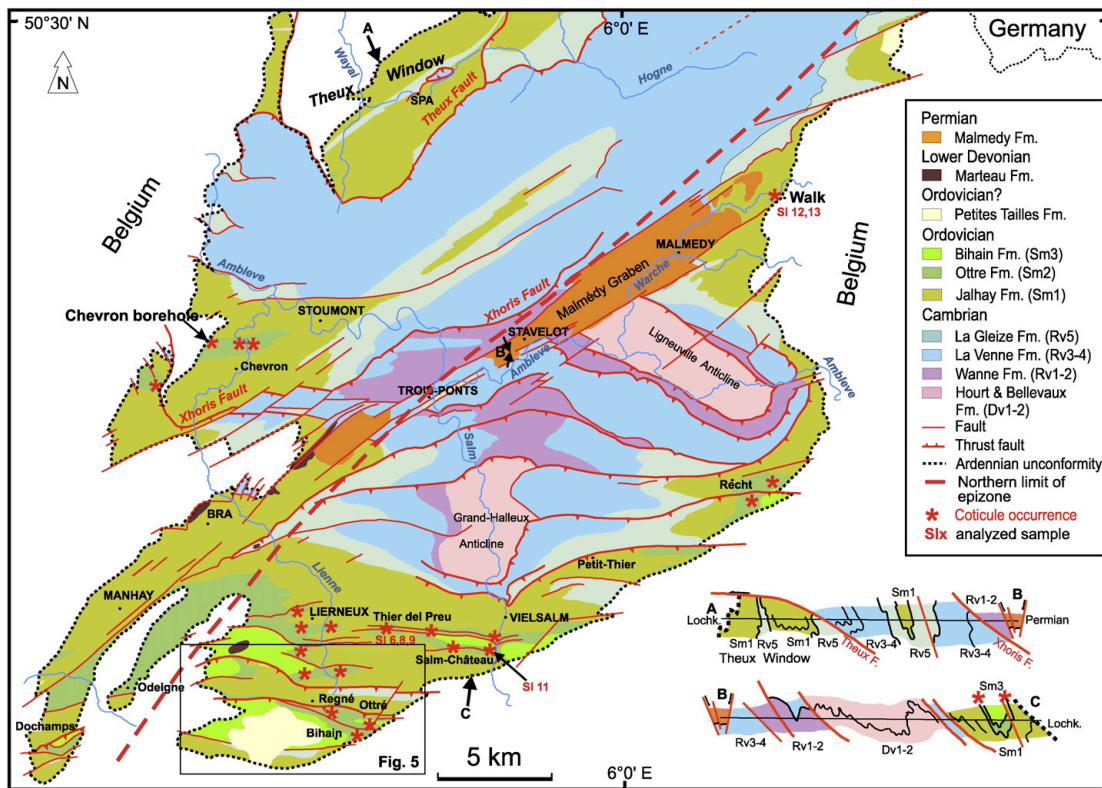 50°30' N
6°0' E
Germany
N
A
Wayai
Window
Theux
SPA
Theux Fault
Hogne
Belgium
Walk
Sl 12,13
MALMEDY
Malmédy Graben
Warche
Belgium
Ambleve
Xhoris Fault
STOUMONT
Chevron borehole
Chevron
STAVELOT
B
Ambleve
Ligneuville Anticline
Ambleve
TROIS-PONTS
Xhoris Fault
Salm
Recht
BRA
Grand-Halleux
Anticline
Petit-Thier
Lienne
MANHAY
LIERNEUX
Thier del Preu
VIELSALM
Sl 6,8,9
Salm-Château
Sl 11
Odeigne
Regné
Ottré
C
Dochamps
Bihain
Fig. 5
5 km
6°0' E
Permian
Malmedy Fm.
Lower Devonian
Marteau Fm.
Ordovician?
Petites Tailles Fm.
Ordovician
Bihain Fm. (Sm3)
Ottre Fm. (Sm2)
Jalhay Fm. (Sm1)
Cambrian
La Gleize Fm. (Rv5)
La Venne Fm. (Rv3-4)
Wanne Fm. (Rv1-2)
Hourt & Bellevaux
Fm. (Dv1-2)
Fault
Thrust fault
Ardennian unconformity
Northern limit of
epizone
Coticule occurrence
Slx analyzed sample
A
Sm1
Rv1-2
B
Lochk.
Permian
Sm1 Rv5 Sm1 Rv5 Rv3-4
Rv5 Rv3-4
Theux Window
Theux F.
Xhoris F.
B
Sm3
C
Lochk.
Rv3-4 Rv1-2 Dv1-2 Sm1